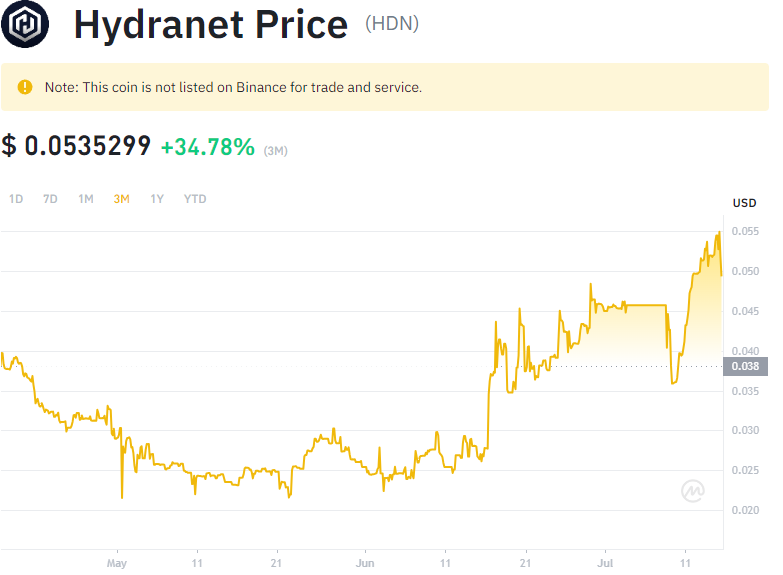 Hydranet Price (HDN)
Note: This coin is not listed on Binance for trade and service.
$ 0.0535299 +34.78% (3M)
1D 7D 1M 3M 1Y YTD
USD
0.055
0.050
0.045
0.040
0.038
0.035
0.030
0.025
0.020
May 11 21 Jun 11 21 Jul 11